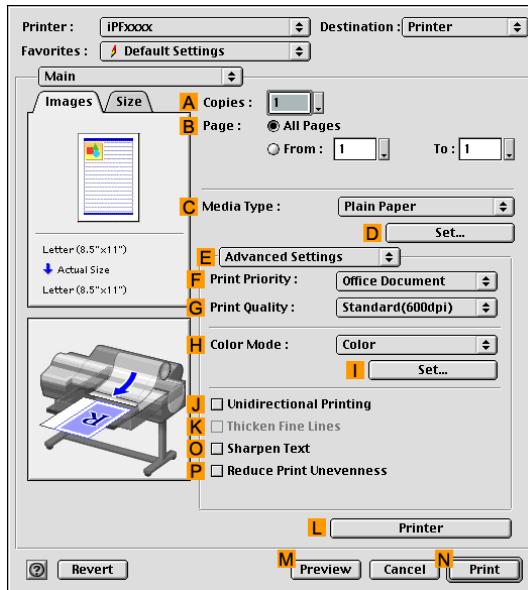 Printer : iPFxxxx Destination : Printer
Favorites : Default Settings
Main
Images Size
A Copies : 1
B Page : All Pages
From : 1 To : 1
C Media Type : Plain Paper
D Set...
Letter (8.5"x11")
Actual Size
Letter (8.5"x11")
E Advanced Settings
F Print Priority : Office Document
G Print Quality : Standard(600dpi)
H Color Mode : Color
I Set...
J Unidirectional Printing
K Thicken Fine Lines
O Sharpen Text
P Reduce Print Unevenness
R
L Printer
? Revert M Preview Cancel N Print